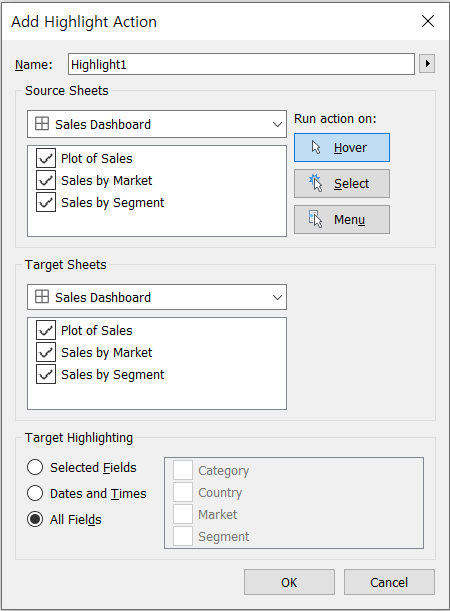 Add Highlight Action
Name: Highlight1
Source Sheets
Sales Dashboard
Plot of Sales
Sales by Market
Sales by Segment
Run action on:
Hover
Select
Menu
Target Sheets
Sales Dashboard
Plot of Sales
Sales by Market
Sales by Segment
Target Highlighting
Selected Fields
Dates and Times
All Fields
Category
Country
Market
Segment
OK Cancel